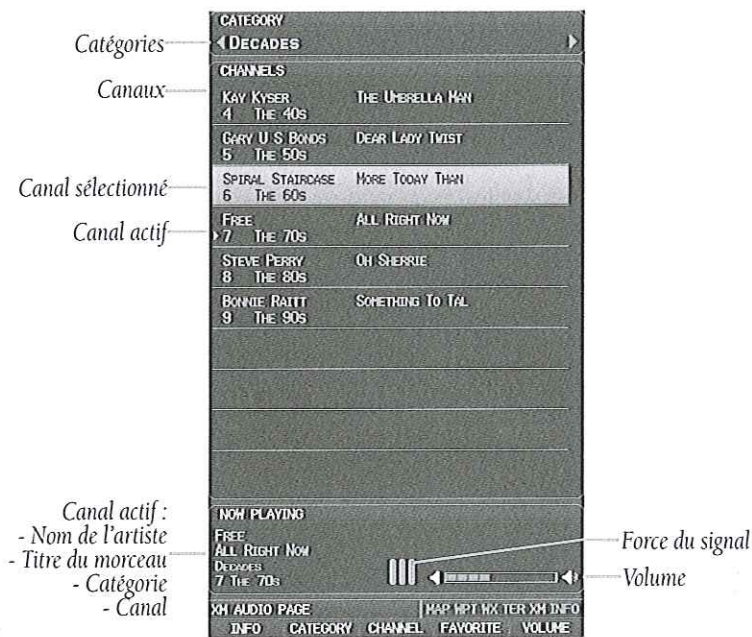 CATEGORY
Catégories
DECADES
CHANNELS
Canaux
KAY KYSER THE UMBRELLA MAN
4 THE 40S
GARY U S BONDS DEAR LADY TWIST
5 THE 50S
Canal sélectionné
SPIRAL STAIRCASE MORE TODAY THAN
6 THE 60S
Canal actif
FREE ALL RIGHT NOW
7 THE 70S
STEVE PERRY OH SHERRIE
8 THE 80S
BONNIE RAITT SOMETHING TO TAL
9 THE 90S
Canal actif :
- Nom de l'artiste
- Titre du morceau
- Catégorie
- Canal
NOW PLAYING
FREE
ALL RIGHT NOW
DECADES
7 THE 70S
Force du signal
Volume
XM AUDIO PAGE MAP WPT WX TER XM INFO
INFO CATEGORY CHANNEL FAVORITE VOLUME